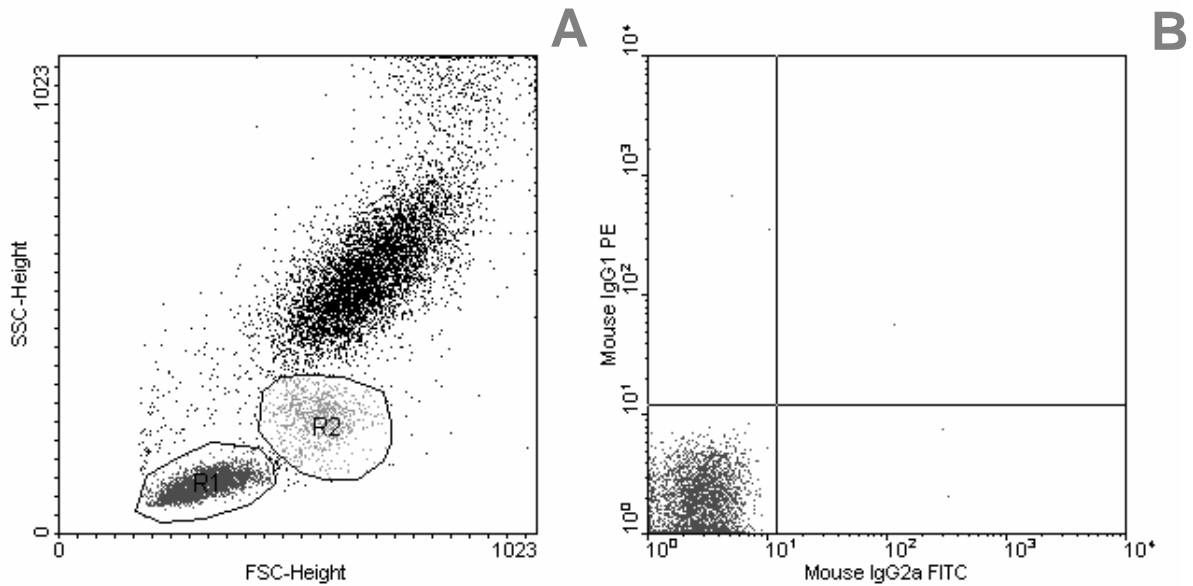 A
1023
SSC-Height
R2
R1
0
0
1023
FSC-Height
B
10⁴
10³
Mouse IgG1 PE
10²
10¹
10⁰
10⁰
10¹
10²
10³
10⁴
Mouse IgG2a FITC